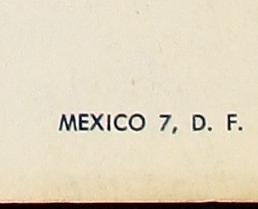 MEXICO 7, D. F.